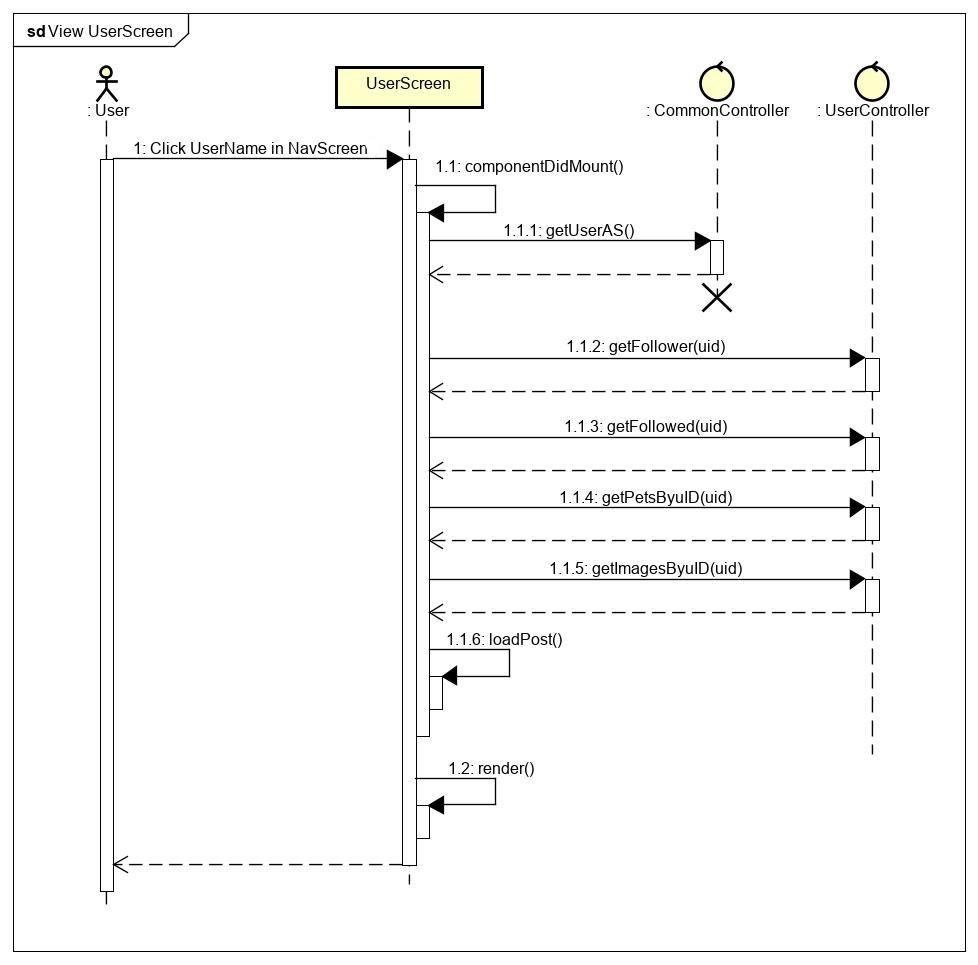 sd View UserScreen
: User
UserScreen
: CommonController
: UserController
1: Click UserName in NavScreen
1.1: componentDidMount()
1.1.1: getUserAS()
1.1.2: getFollower(uid)
1.1.3: getFollowed(uid)
1.1.4: getPetsByuID(uid)
1.1.5: getImagesByuID(uid)
1.1.6: loadPost()
1.2: render()